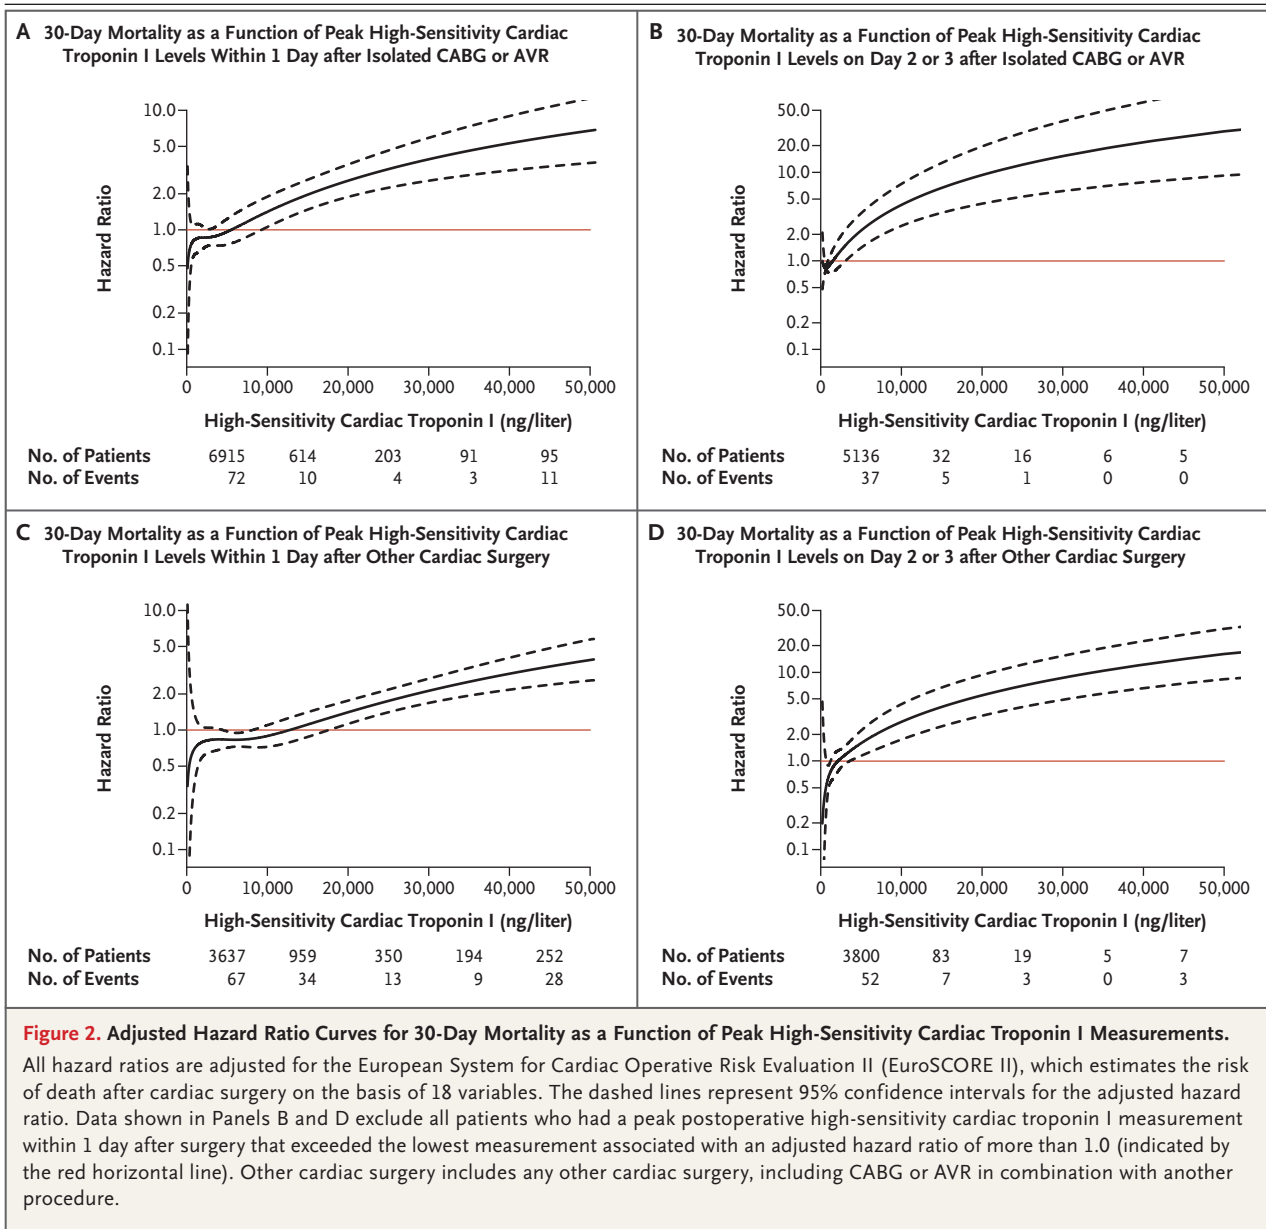 A 30-Day Mortality as a Function of Peak High-Sensitivity Cardiac
Troponin I Levels Within 1 Day after Isolated CABG or AVR
10.0
5.0
2.0
1.0
0.5
0.2
0.1
Hazard Ratio
0 10,000 20,000 30,000 40,000 50,000
High-Sensitivity Cardiac Troponin I (ng/liter)
No. of Patients 6915 614 203 91 95
No. of Events 72 10 4 3 11
B 30-Day Mortality as a Function of Peak High-Sensitivity Cardiac
Troponin I Levels on Day 2 or 3 after Isolated CABG or AVR
50.0
20.0
10.0
5.0
2.0
1.0
0.5
0.2
0.1
Hazard Ratio
0 10,000 20,000 30,000 40,000 50,000
High-Sensitivity Cardiac Troponin I (ng/liter)
No. of Patients 5136 32 16 6 5
No. of Events 37 5 1 0 0
C 30-Day Mortality as a Function of Peak High-Sensitivity Cardiac
Troponin I Levels Within 1 Day after Other Cardiac Surgery
10.0
5.0
2.0
1.0
0.5
0.2
0.1
Hazard Ratio
0 10,000 20,000 30,000 40,000 50,000
High-Sensitivity Cardiac Troponin I (ng/liter)
No. of Patients 3637 959 350 194 252
No. of Events 67 34 13 9 28
D 30-Day Mortality as a Function of Peak High-Sensitivity Cardiac
Troponin I Levels on Day 2 or 3 after Other Cardiac Surgery
50.0
20.0
10.0
5.0
2.0
1.0
0.5
0.2
0.1
Hazard Ratio
0 10,000 20,000 30,000 40,000 50,000
High-Sensitivity Cardiac Troponin I (ng/liter)
No. of Patients 3800 83 19 5 7
No. of Events 52 7 3 0 3
Figure 2. Adjusted Hazard Ratio Curves for 30-Day Mortality as a Function of Peak High-Sensitivity Cardiac Troponin I Measurements.
All hazard ratios are adjusted for the European System for Cardiac Operative Risk Evaluation II (EuroSCORE II), which estimates the risk
of death after cardiac surgery on the basis of 18 variables. The dashed lines represent 95% confidence intervals for the adjusted hazard
ratio. Data shown in Panels B and D exclude all patients who had a peak postoperative high-sensitivity cardiac troponin I measurement
within 1 day after surgery that exceeded the lowest measurement associated with an adjusted hazard ratio of more than 1.0 (indicated by
the red horizontal line). Other cardiac surgery includes any other cardiac surgery, including CABG or AVR in combination with another
procedure.